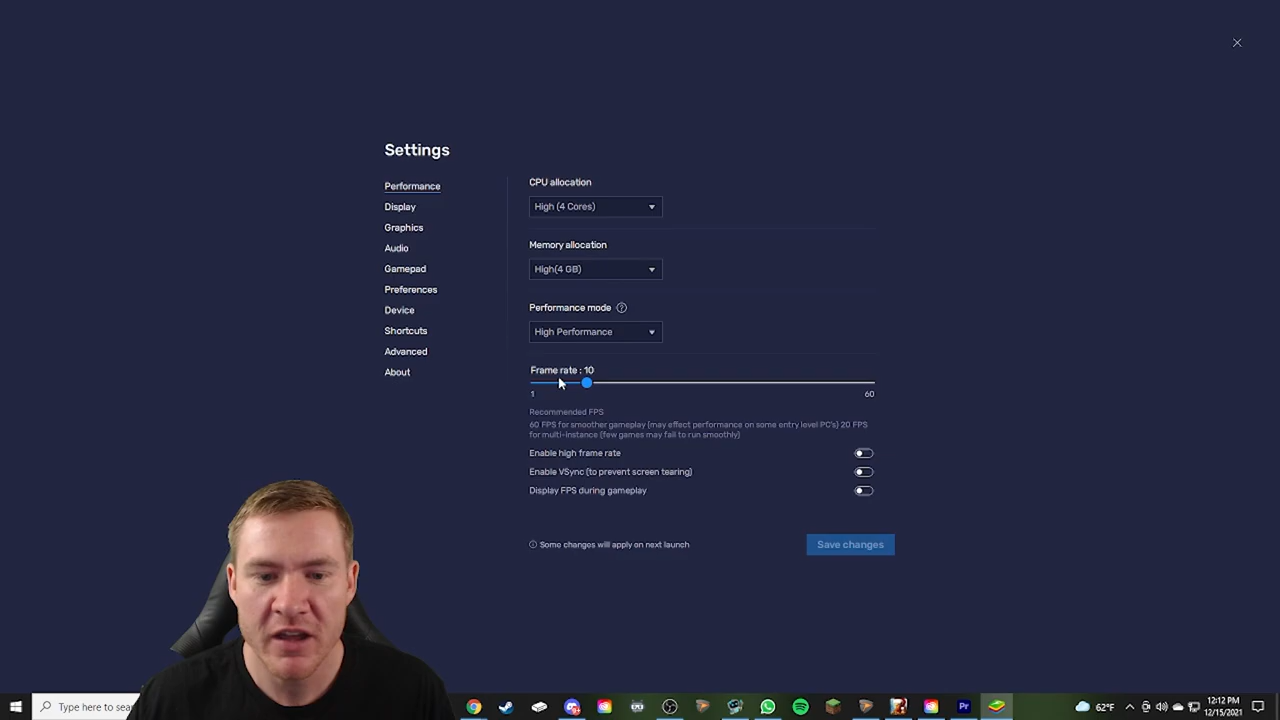 Settings
Performance
Display
Graphics
Audio
Gamepad
Preferences
Device
Shortcuts
Advanced
About
CPU allocation
High (4 Cores)
Memory allocation
High(4 GB)
Performance mode
High Performance
Frame rate : 10
1
60
Recommended FPS
60 FPS for smoother gameplay (may effect performance on some entry level PC's) 20 FPS
for multi-instance (few games may fail to run smoothly)
Enable high frame rate
Enable VSync (to prevent screen tearing)
Display FPS during gameplay
Some changes will apply on next launch
Save changes
Type here to sear
Pr
62°F
12:12 PM
12/15/2021